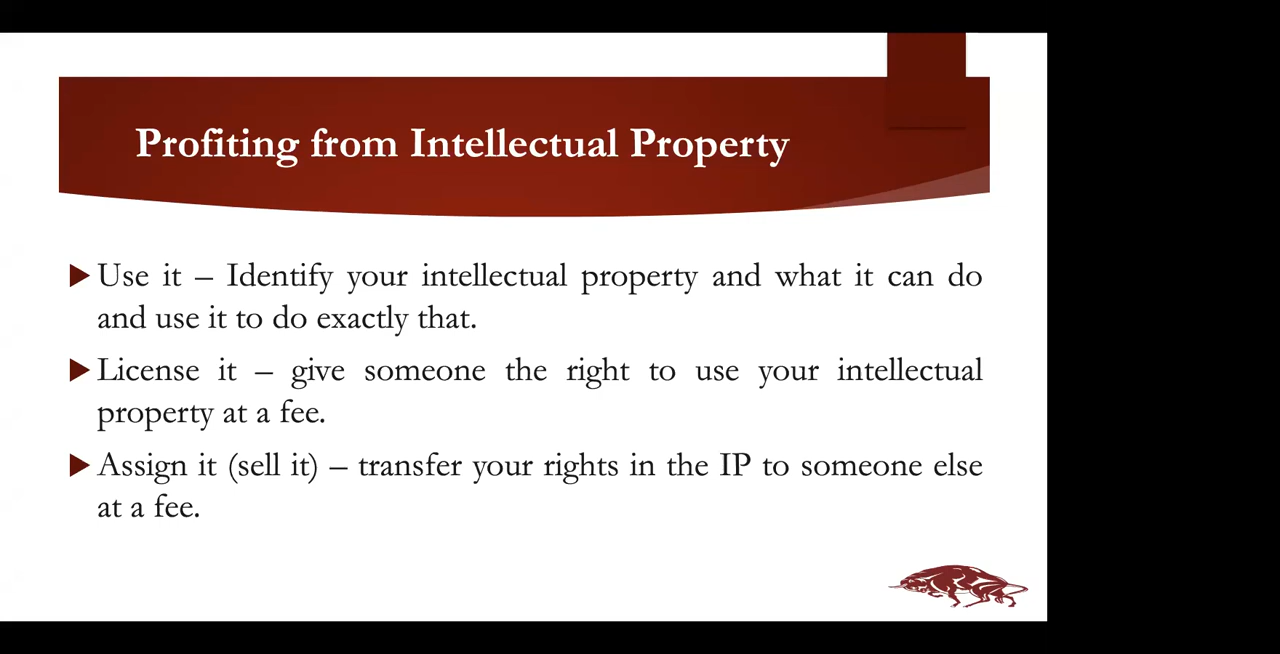 Profiting from Intellectual Property
Use it – Identify your intellectual property and what it can do
and use it to do exactly that.
License it – give someone the right to use your intellectual
property at a fee.
Assign it (sell it) – transfer your rights in the IP to someone else
at a fee.